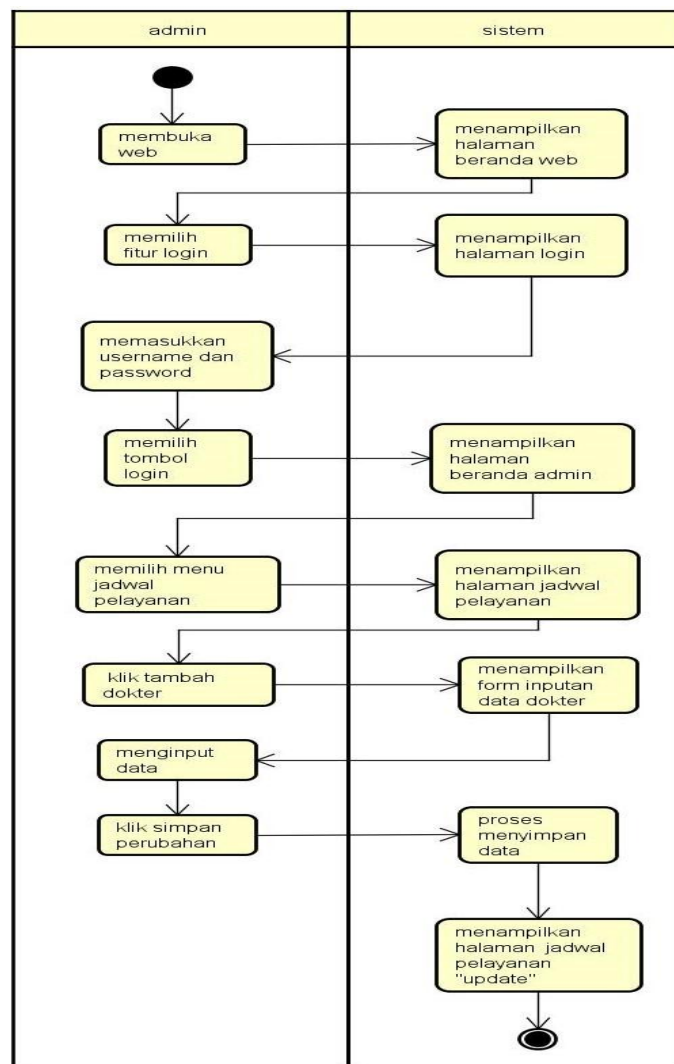 admin
sistem
membuka
web
menampilkan
halaman
beranda web
memilih
fitur login
menampilkan
halaman login
memasukkan
username dan
password
memilih
tombol
login
menampilkan
halaman
beranda admin
memilih menu
jadwal
pelayanan
menampilkan
halaman jadwal
pelayanan
klik tambah
dokter
menampilkan
form inputan
data dokter
menginput
data
klik simpan
perubahan
proses
menyimpan
data
menampilkan
halaman jadwal
pelayanan
"update"